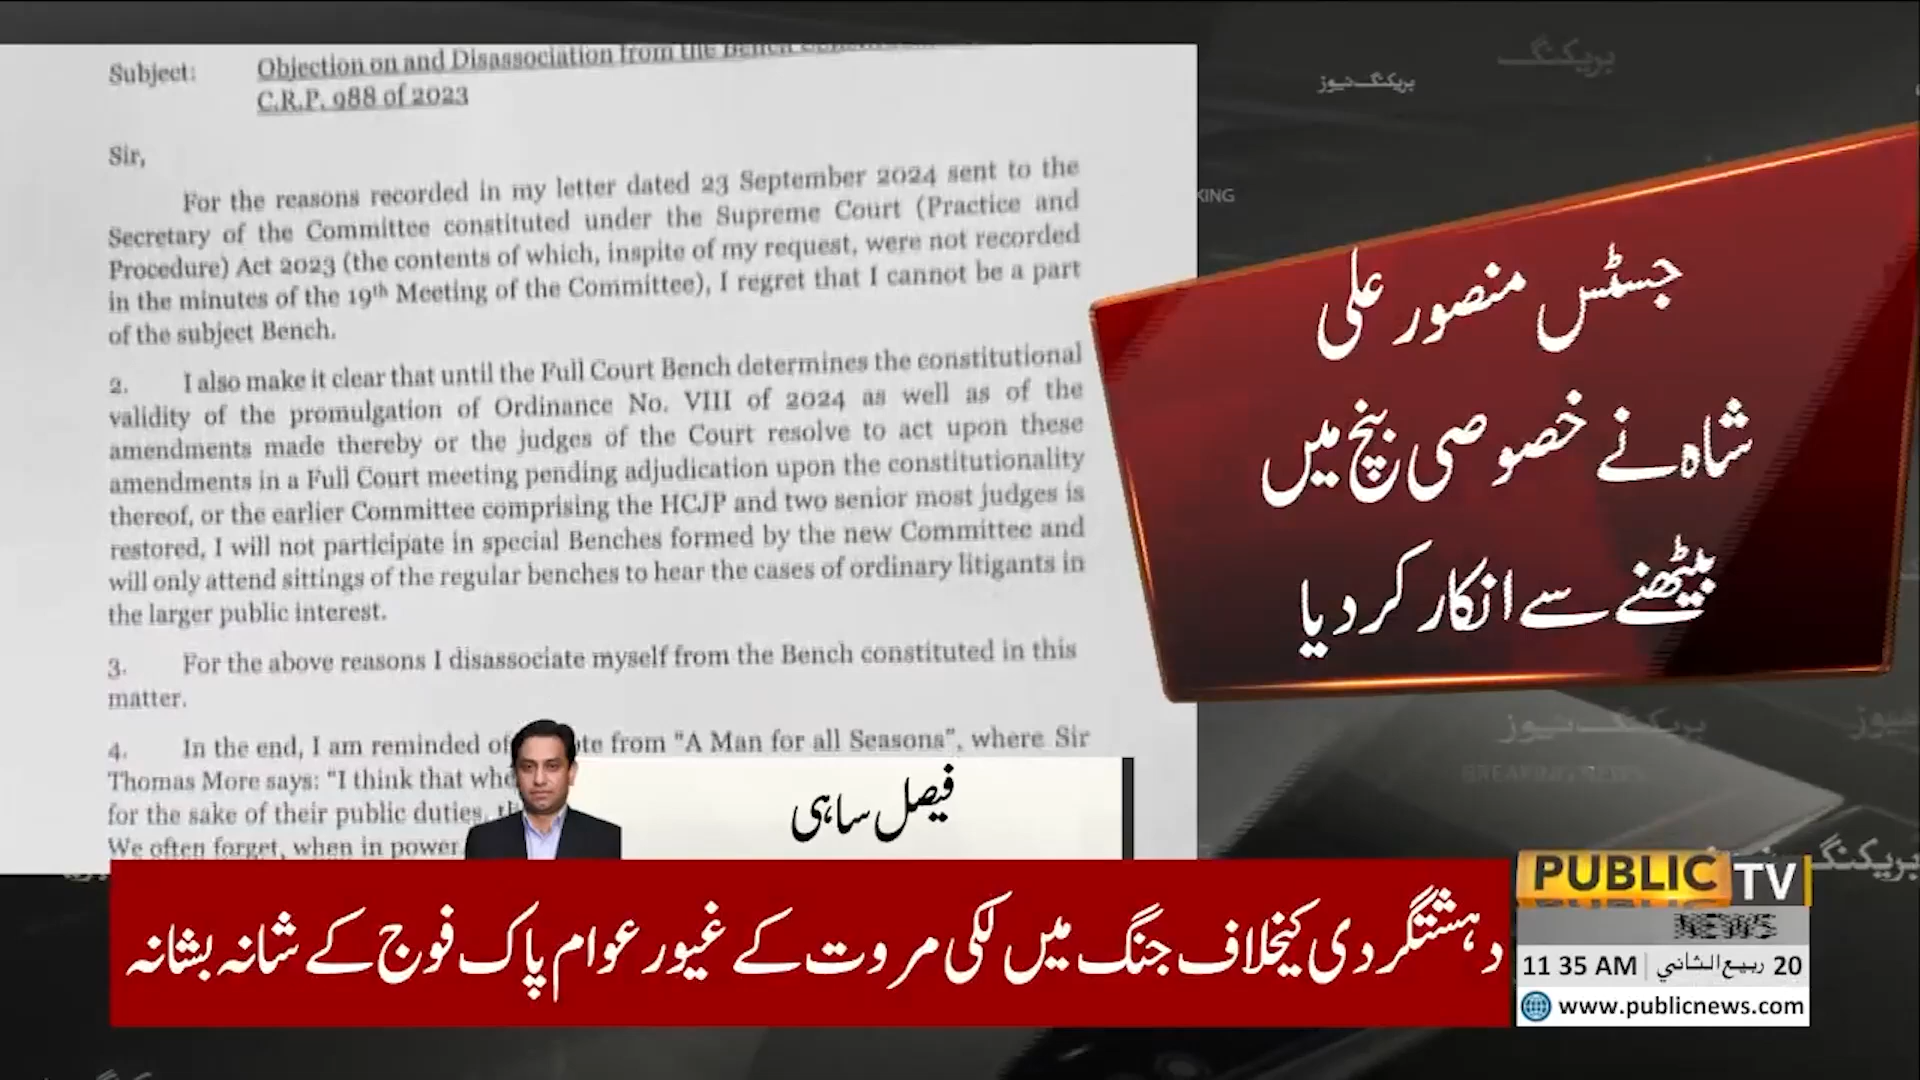 Subject: Objection on and Disassociation from the Bench
C.R.P. 988 of 2023
Sir,
For the reasons recorded in my letter dated 23 September 2024 sent to the
Secretary of the Committee constituted under the Supreme Court (Practice and
Procedure) Act 2023 (the contents of which, inspite of my request, were not recorded
in the minutes of the 19th Meeting of the Committee), I regret that I cannot be a part
of the subject Bench.
2. I also make it clear that until the Full Court Bench determines the constitutional
validity of the promulgation of Ordinance No. VIII of 2024 as well as of the
amendments made thereby or the judges of the Court resolve to act upon these
amendments in a Full Court meeting pending adjudication upon the constitutionality
thereof, or the earlier Committee comprising the HCJP and two senior most judges is
restored, I will not participate in special Benches formed by the new Committee and
will only attend sittings of the regular benches to hear the cases of ordinary litigants in
the larger public interest.
3. For the above reasons I disassociate myself from the Bench constituted in this
matter.
4. In the end, I am reminded of from "A Man for all Seasons", where Sir
Thomas More says: "I think that
for the sake of their public duties,
We often forget, when in power
جسٹس منصور علی
شاہ نے خصوصی بنچ میں
بیٹھنے سے انکار کردیا
فیصل ساہی
دہشتگردی کیخلاف جنگ میں لکی مروت کے غیور عوام پاک فوج کے شانہ بشانہ
PUBLIC TV
NEWS
11 35 AM | 20 ربيع الثاني
www.publicnews.com
بریکنگ
بریکنگ نیوز
KING
بریکنگ نیوز
BREAKING NEWS
نیوز
بریکنگ